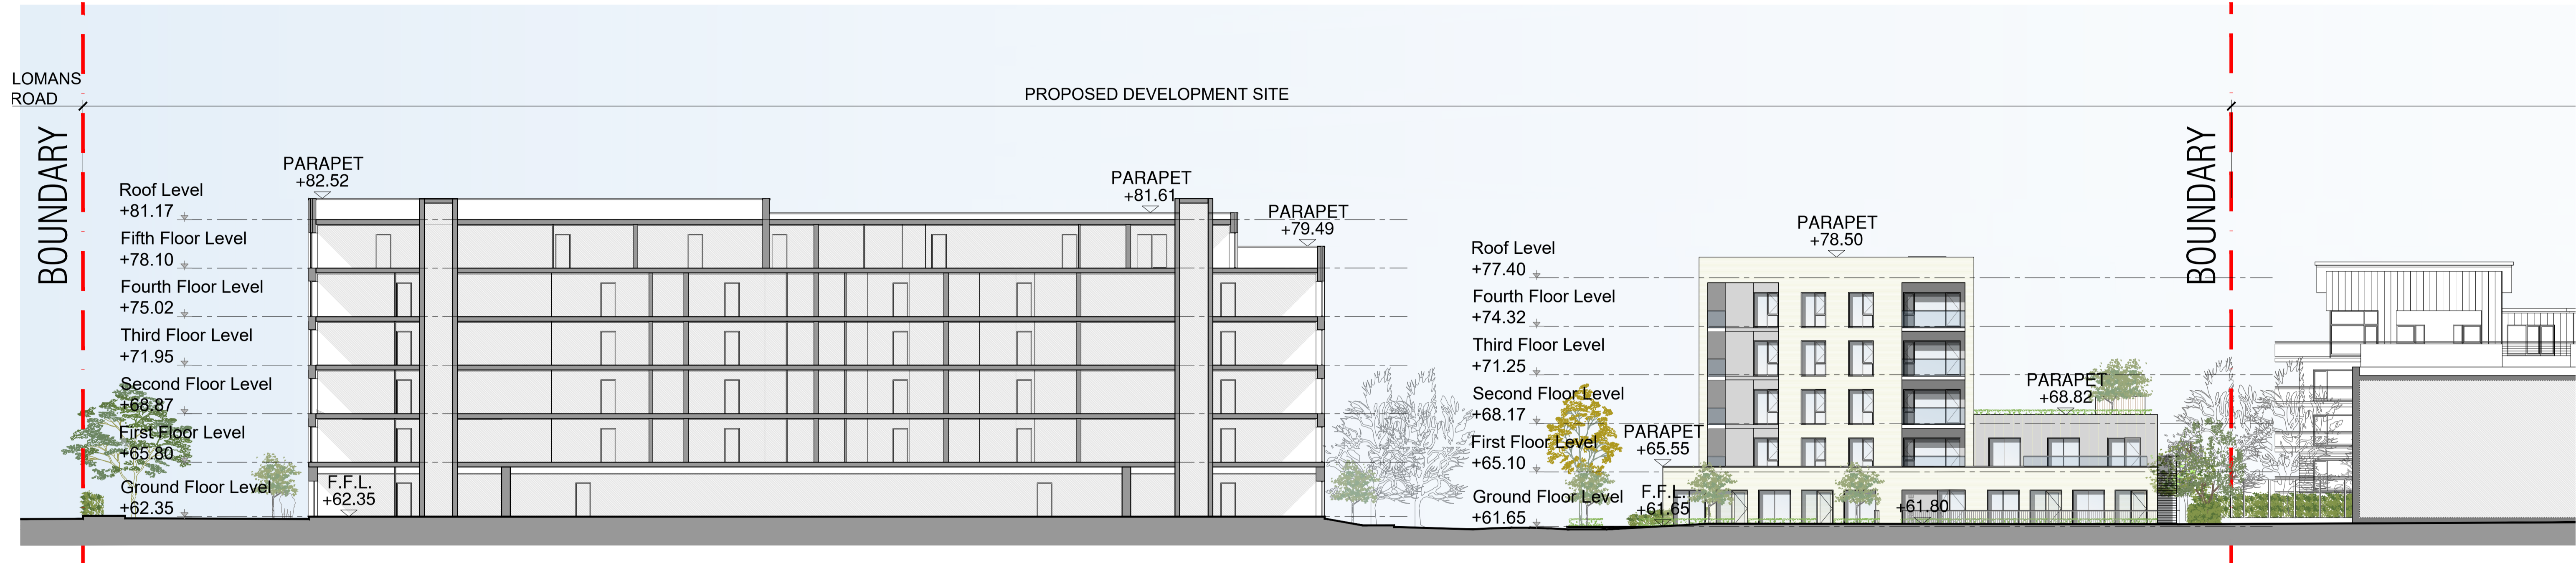 LOMANS
ROAD
BOUNDARY
PROPOSED DEVELOPMENT SITE
BOUNDARY
Roof Level
+81.17
Fifth Floor Level
+78.10
Fourth Floor Level
+75.02
Third Floor Level
+71.95
Second Floor Level
+68.87
First Floor Level
+65.80
Ground Floor Level
+62.35
PARAPET
+82.52
F.F.L.
+62.35
PARAPET
+81.61
PARAPET
+79.49
Roof Level
+77.40
Fourth Floor Level
+74.32
Third Floor Level
+71.25
Second Floor Level
+68.17
First Floor Level
+65.10
Ground Floor Level
+61.65
PARAPET
+65.55
F.F.L.
+61.65
PARAPET
+78.50
+61.80
PARAPET
+68.82